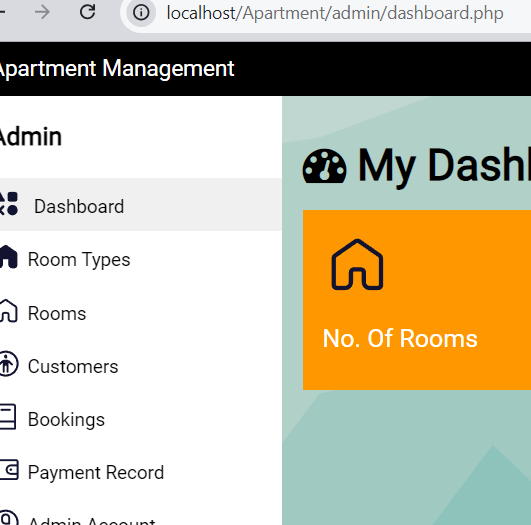 localhost/Apartment/admin/dashboard.php
Apartment Management
Admin
My Dash
Dashboard
Room Types
Rooms
Customers
Bookings
Payment Record
Admin Account
No. Of Rooms